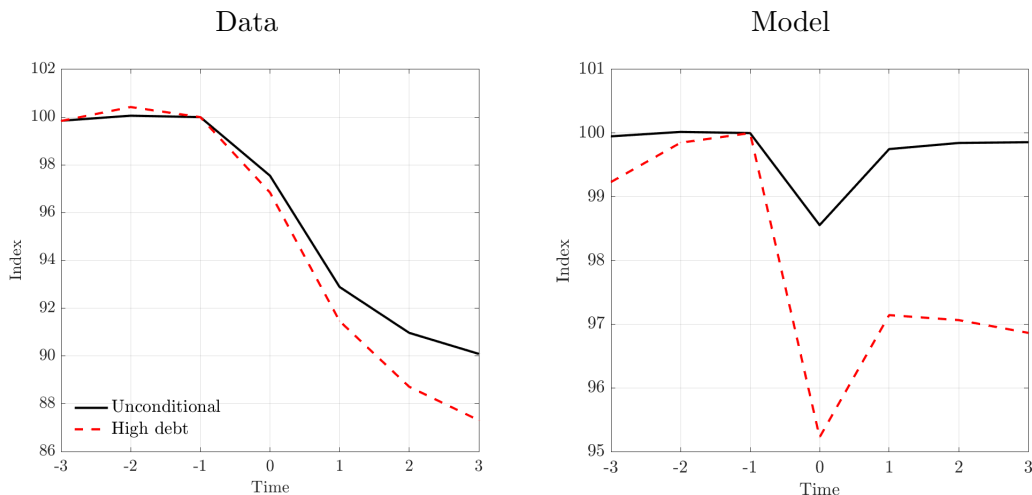 Data
102
100
98
96
94
92
90
88
86
Index
Unconditional
High debt
-3 -2 -1 0 1 2 3
Time
Model
101
100
99
98
97
96
95
Index
-3 -2 -1 0 1 2 3
Time